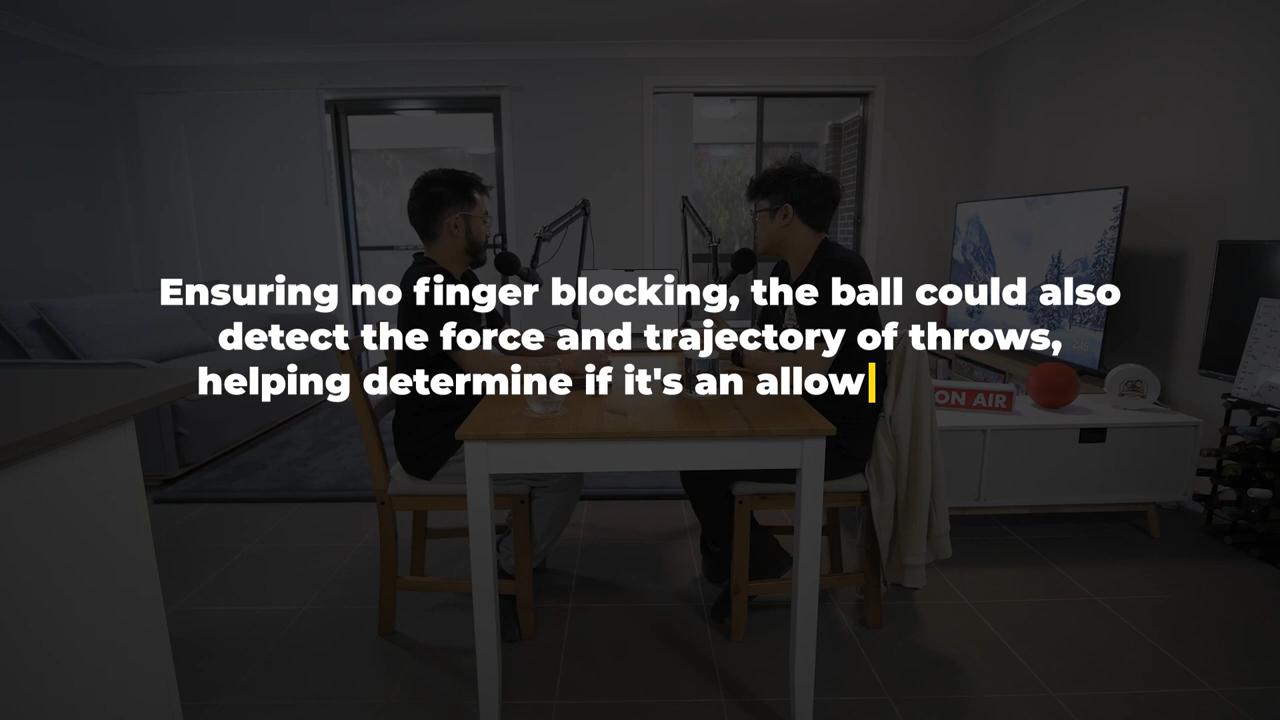 Ensuring no finger blocking, the ball could also
detect the force and trajectory of throws,
helping determine if it's an allow
ON AIR